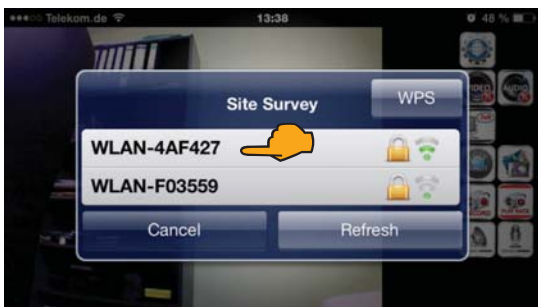 Telekom.de 13:38 48 %
Site Survey
WPS
WLAN-4AF427
WLAN-F03559
Cancel
Refresh